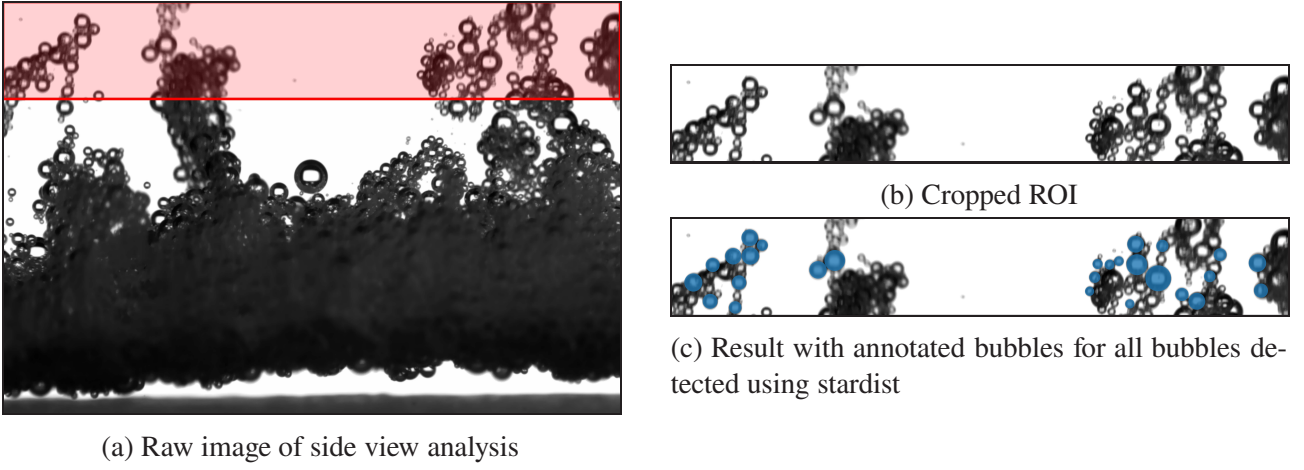 (a) Raw image of side view analysis
(b) Cropped ROI
(c) Result with annotated bubbles for all bubbles de-
tected using stardist